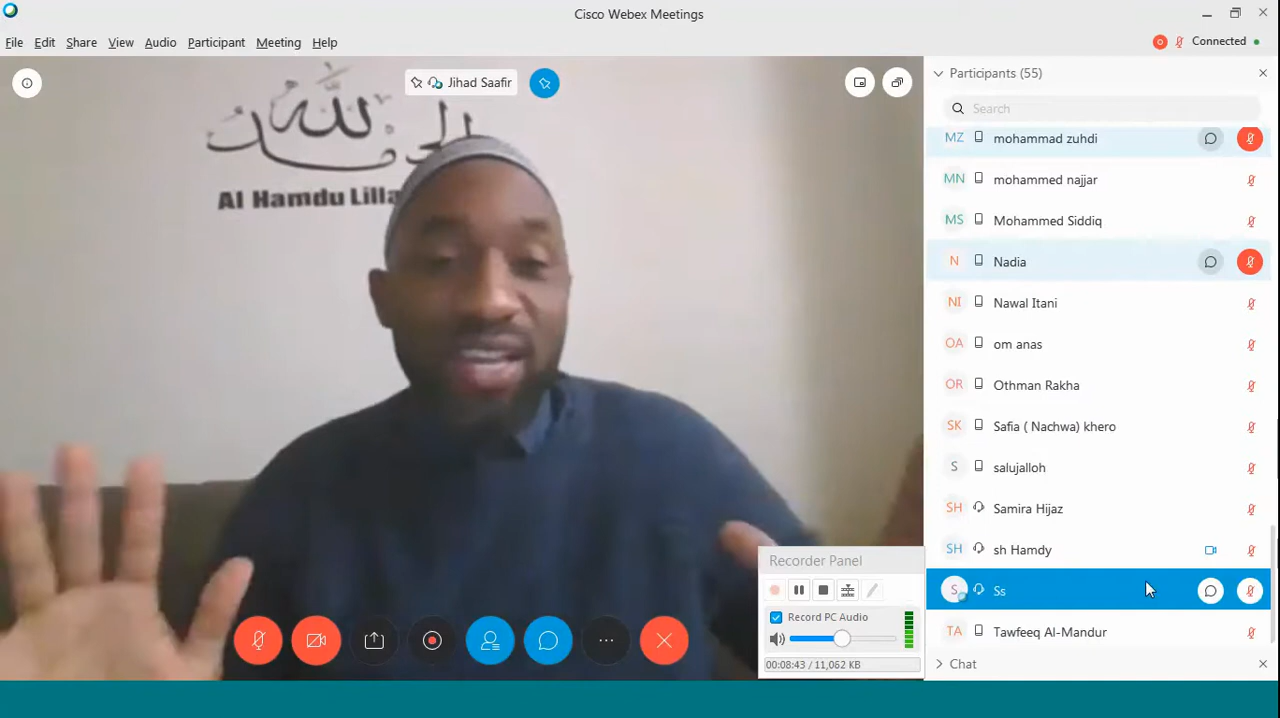 Cisco Webex Meetings
File Edit Share View Audio Participant Meeting Help
Connected
الحمد لله
Al Hamdu Lilla
Jihad Saafir
Participants (55)
Search
MZ mohammad zuhdi
MN mohammed najjar
MS Mohammed Siddiq
N Nadia
NI Nawal Itani
OA om anas
OR Othman Rakha
SK Safia ( Nachwa) khero
S salujalloh
SH Samira Hijaz
SH sh Hamdy
S Ss
TA Tawfeeq Al-Mandur
Chat
Recorder Panel
Record PC Audio
00:08:43 / 11,062 KB